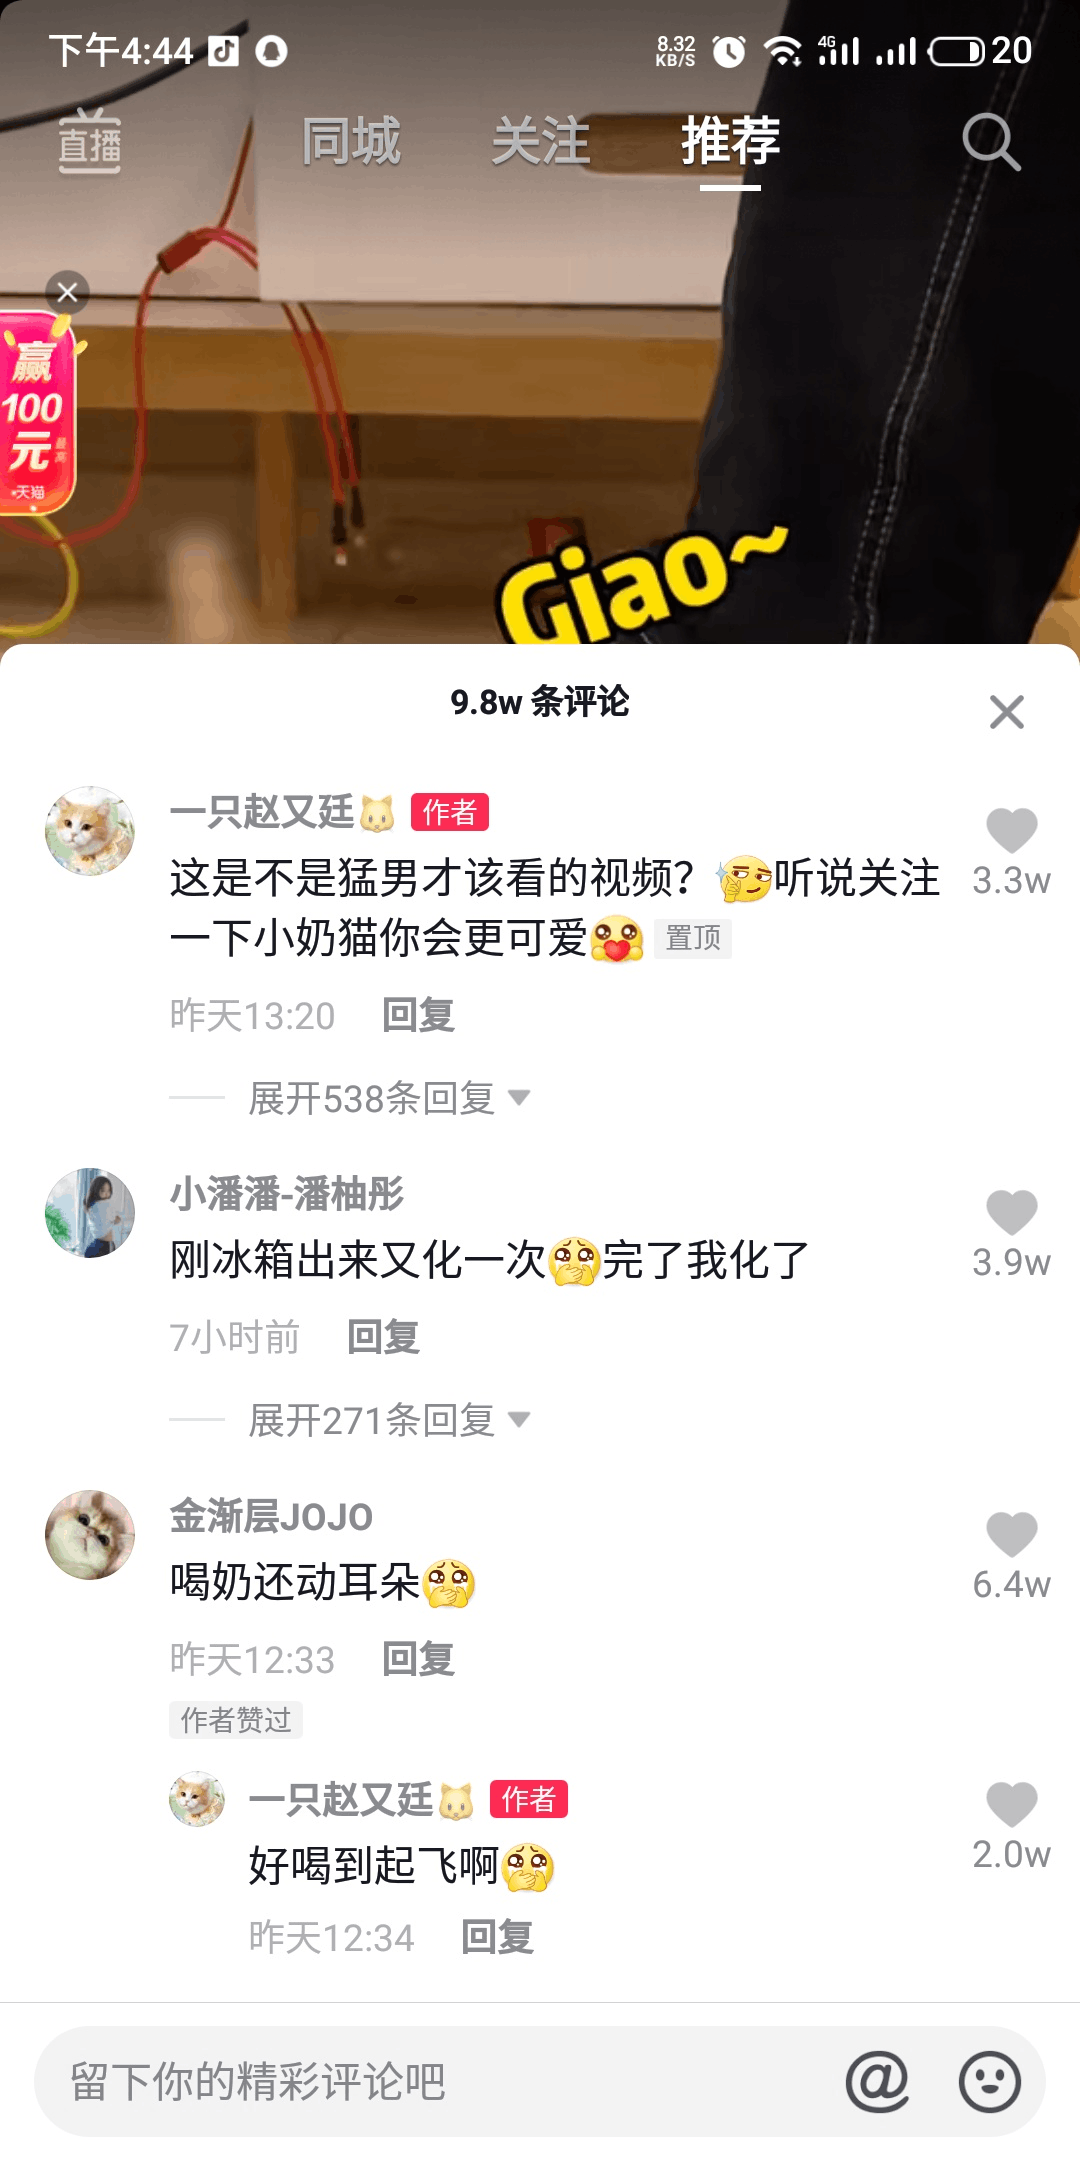 下午4:44
8.32
KB/S
4G
20
直播
同城
关注
推荐
赢
100
元
最高
天猫
Giao~
9.8w 条评论
一只赵又廷🐱 作者
这是不是猛男才该看的视频？听说关注
一下小奶猫你会更可爱 置顶
3.3w
昨天13:20 回复
展开538条回复
小潘潘-潘柚彤
刚冰箱出来又化一次完了我化了
3.9w
7小时前 回复
展开271条回复
金渐层JOJO
喝奶还动耳朵
6.4w
昨天12:33 回复
作者赞过
一只赵又廷🐱 作者
好喝到起飞啊
2.0w
昨天12:34 回复
留下你的精彩评论吧
@